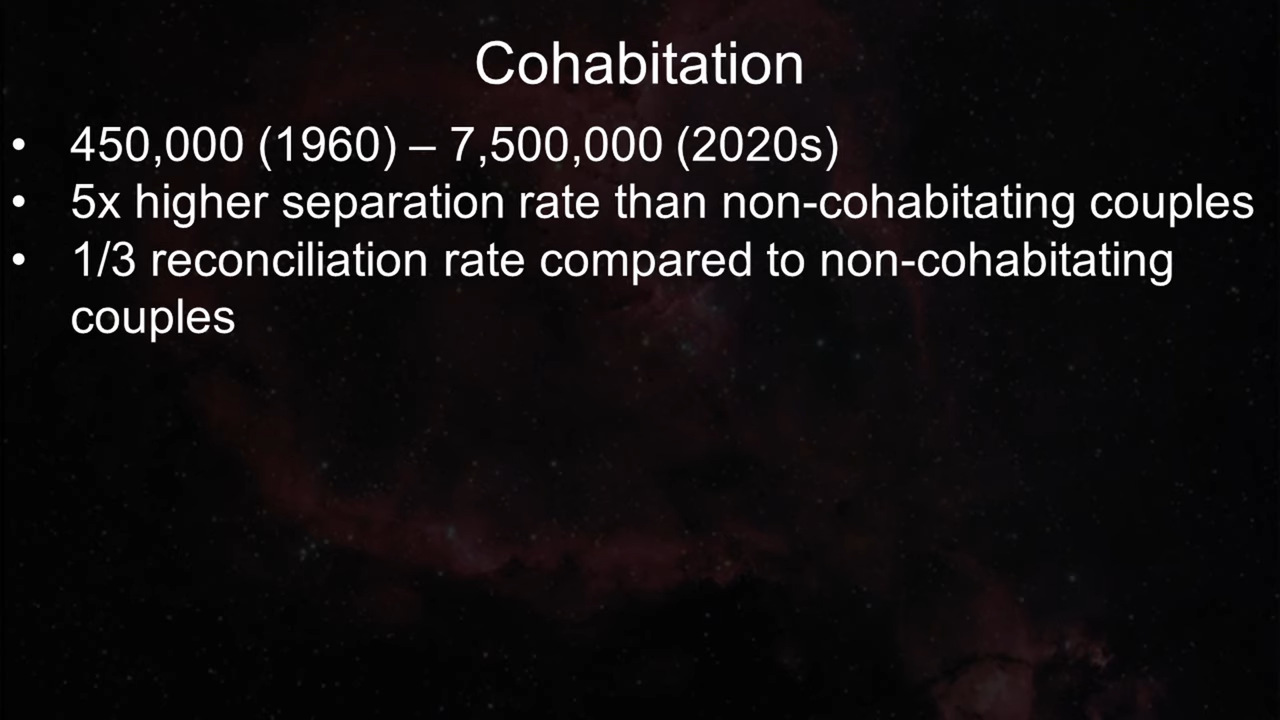 Cohabitation
• 450,000 (1960) – 7,500,000 (2020s)
• 5x higher separation rate than non-cohabitating couples
• 1/3 reconciliation rate compared to non-cohabitating
couples